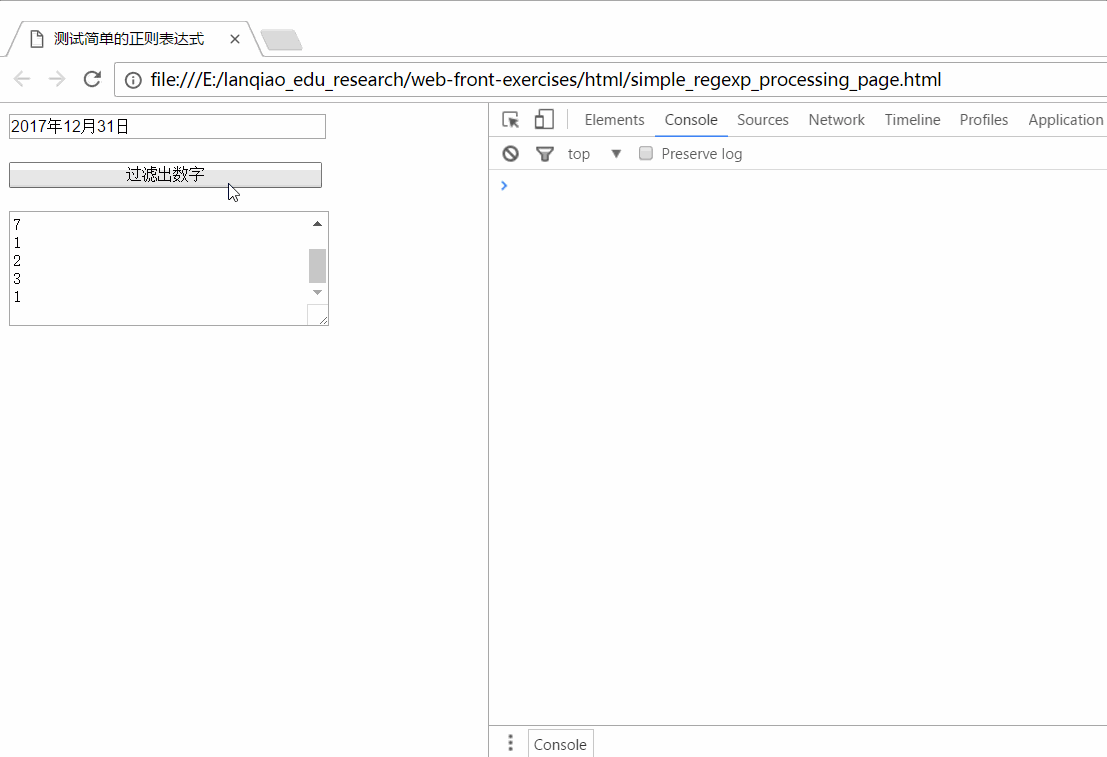 测试简单的正则表达式
file:///E:/lanqiao_edu_research/web-front-exercises/html/simple_regexp_processing_page.html
2017年12月31日
过滤出数字
7
1
2
3
1
Elements Console Sources Network Timeline Profiles Application
top Preserve log
Console